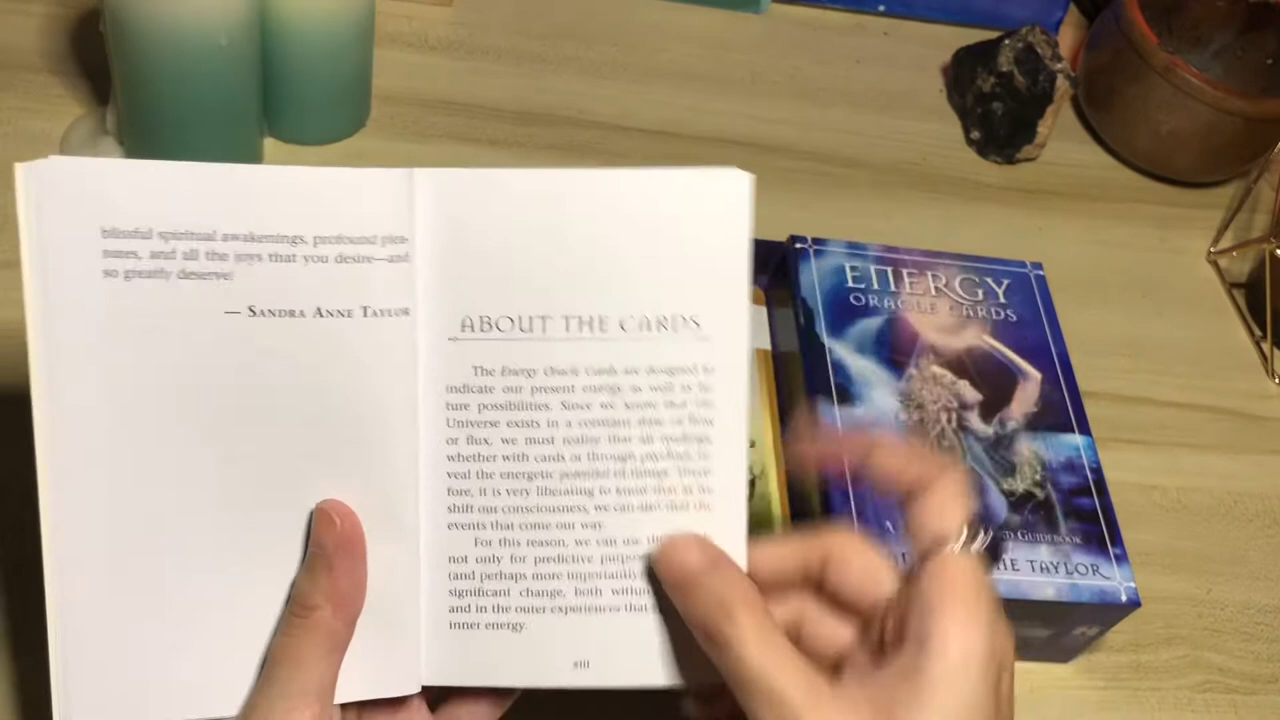 blissful spiritual awakenings, profound plea-
sures, and all the joys that you desire—and
so greatly deserve!
— SANDRA ANNE TAYLOR
ABOUT THE CARDS
The Energy Oracle Cards are designed to
indicate our present energy as well as fu-
ture possibilities. Since we know that the
Universe exists in a constant state of flow
or flux, we must realize that all readings,
whether with cards or through psychics, re-
veal the energetic potential of things. There-
fore, it is very liberating to know that as we
shift our consciousness, we can also shift the
events that come our way.
For this reason, we can use
not only for predictive
(and perhaps more importantly
significant change, both within
and in the outer experiences that
inner energy.
xiii
ENERGY
ORACLE CARDS
A
GUIDEBOOK
TAYLOR